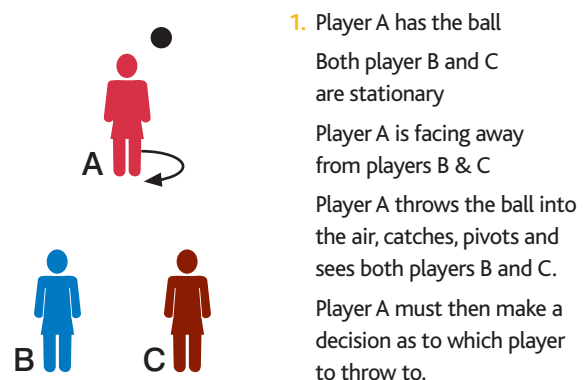 1. Player A has the ball
Both player B and C
are stationary
Player A is facing away
from players B & C
Player A throws the ball into
the air, catches, pivots and
sees both players B and C.
Player A must then make a
decision as to which player
to throw to.
A
B
C